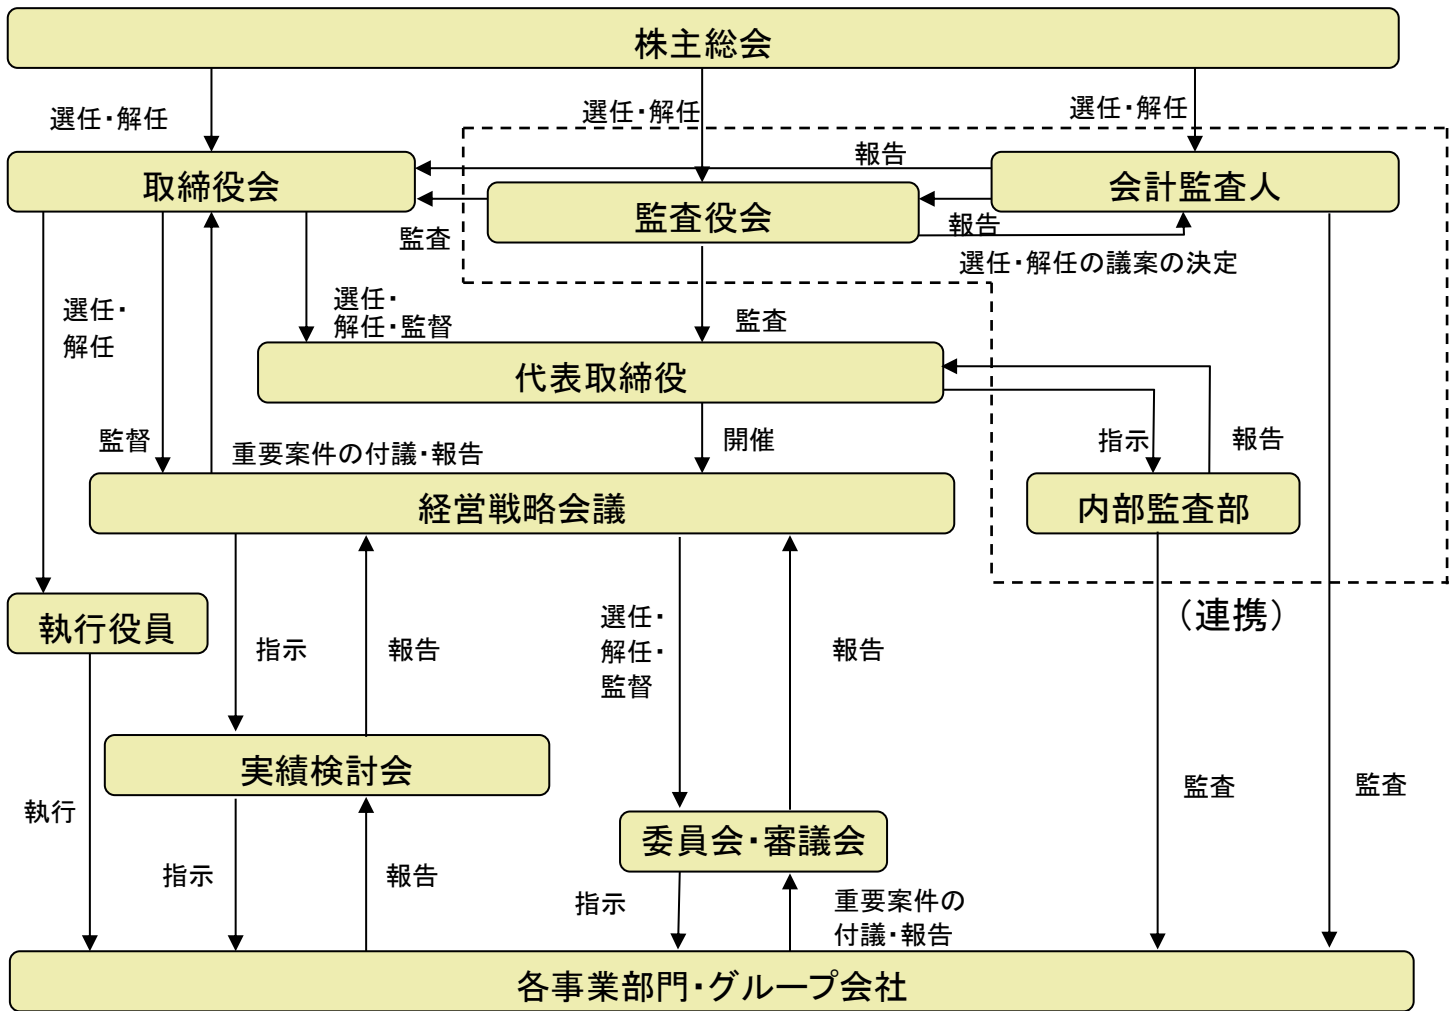 株主総会
選任・解任
選任・解任
選任・解任
取締役会
報告
会計監査人
監査役会
監査
報告
選任・解任の議案の決定
選任・
解任
選任・
解任・監督
監査
代表取締役
監督
重要案件の付議・報告
開催
指示
報告
経営戦略会議
内部監査部
執行役員
(連携)
指示
報告
選任・
解任・
監督
報告
実績検討会
執行
監査
監査
委員会・審議会
指示
報告
指示
重要案件の
付議・報告
各事業部門・グループ会社